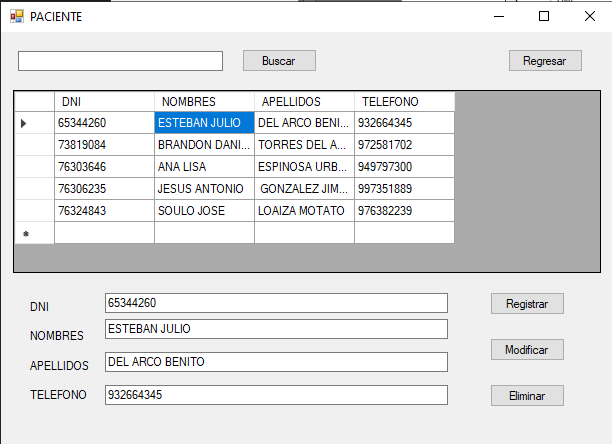 PACIENTE
Buscar Regresar
DNI NOMBRES APELLIDOS TELEFONO
65344260 ESTEBAN JULIO DEL ARCO BENI... 932664345
73819084 BRANDON DANI... TORRES DEL A... 972581702
76303646 ANA LISA ESPINOSA URB... 949797300
76306235 JESUS ANTONIO GONZALEZ JIM... 997351889
76324843 SOULO JOSE LOAIZA MOTATO 976382239
DNI 65344260 Registrar
NOMBRES ESTEBAN JULIO
Modificar
APELLIDOS DEL ARCO BENITO
TELEFONO 932664345 Eliminar